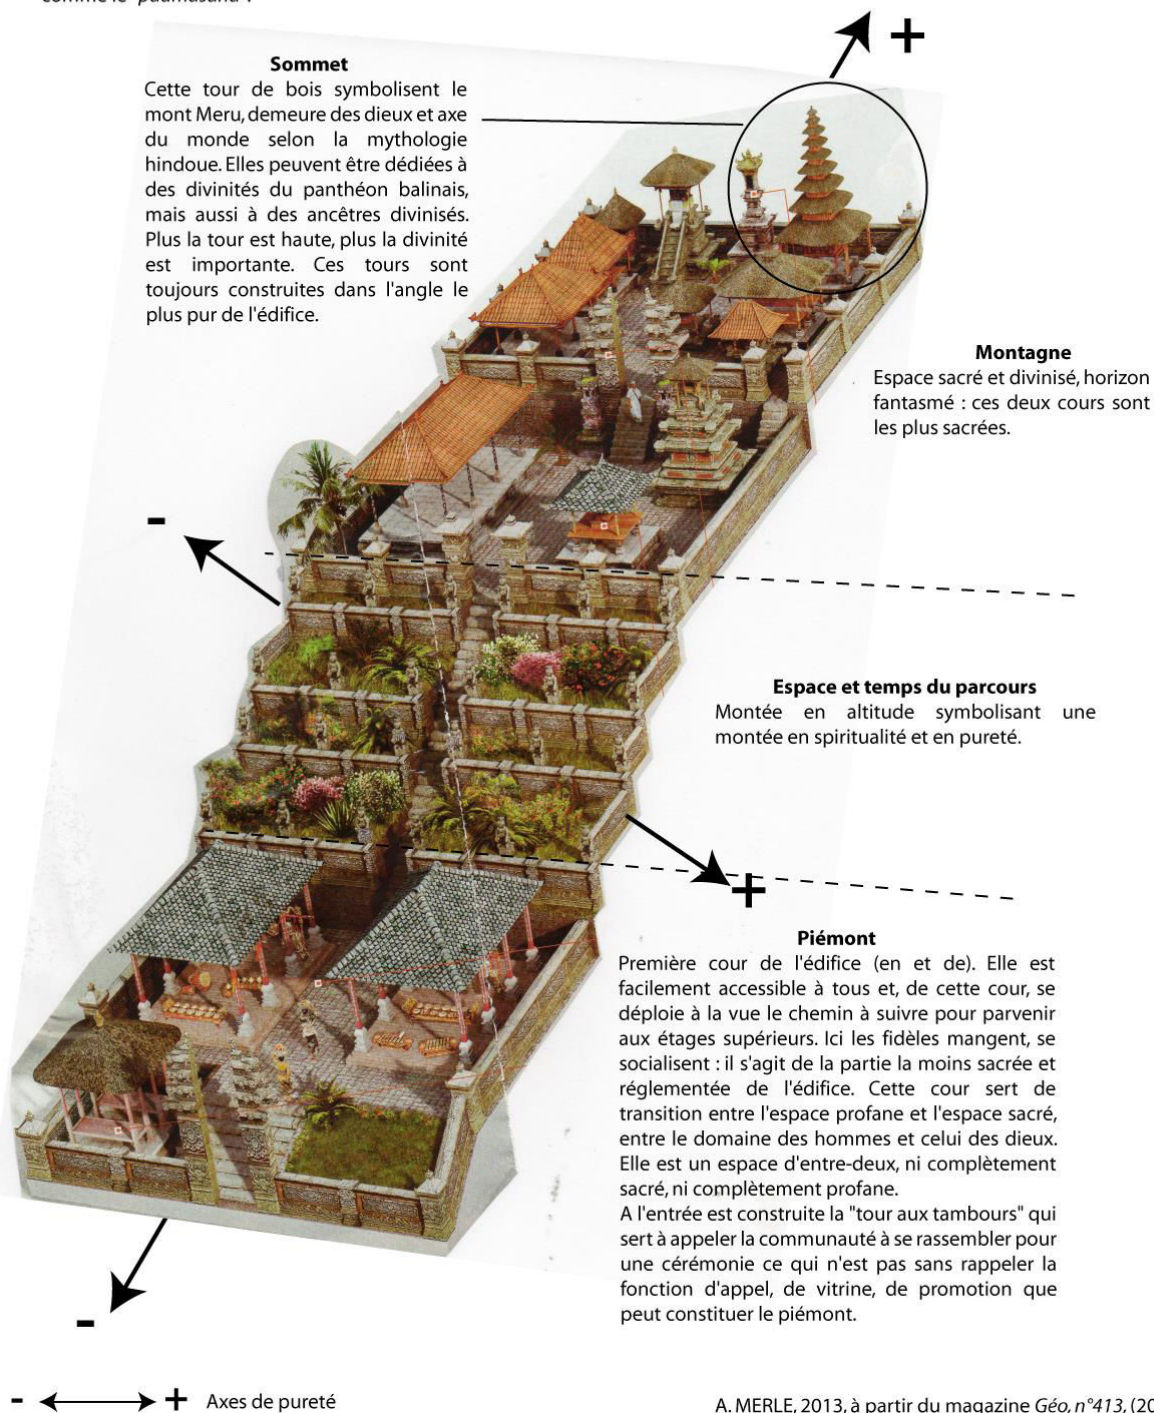 comme le "padmasana".
+
Sommet
Cette tour de bois symbolisent le
mont Meru, demeure des dieux et axe
du monde selon la mythologie
hindoue. Elles peuvent être dédiées à
des divinités du panthéon balinais,
mais aussi à des ancêtres divinisés.
Plus la tour est haute, plus la divinité
est importante. Ces tours sont
toujours construites dans l'angle le
plus pur de l'édifice.
Montagne
Espace sacré et divinisé, horizon
fantasmé : ces deux cours sont
les plus sacrées.
-
Espace et temps du parcours
Montée en altitude symbolisant une
montée en spiritualité et en pureté.
+
Piémont
Première cour de l'édifice (en et de). Elle est
facilement accessible à tous et, de cette cour, se
déploie à la vue le chemin à suivre pour parvenir
aux étages supérieurs. Ici les fidèles mangent, se
socialisent : il s'agit de la partie la moins sacrée et
réglementée de l'édifice. Cette cour sert de
transition entre l'espace profane et l'espace sacré,
entre le domaine des hommes et celui des dieux.
Elle est un espace d'entre-deux, ni complètement
sacré, ni complètement profane.
A l'entrée est construite la "tour aux tambours" qui
sert à appeler la communauté à se rassembler pour
une cérémonie ce qui n'est pas sans rappeler la
fonction d'appel, de vitrine, de promotion que
peut constituer le piémont.
-
- + Axes de pureté
A. MERLE, 2013, à partir du magazine Géo, n°413, (20